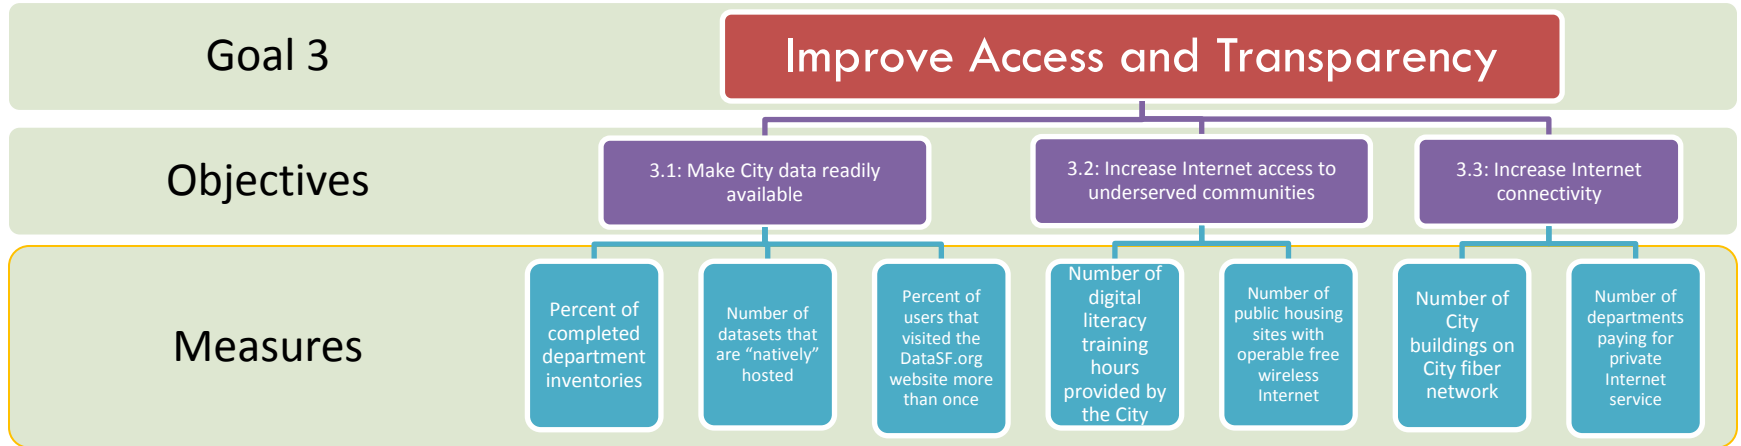 Goal 3
Improve Access and Transparency
Objectives
3.1: Make City data readily
available
3.2: Increase Internet access to
underserved communities
3.3: Increase Internet
connectivity
Measures
Percent of
completed
department
inventories
Number of
datasets that
are “natively”
hosted
Percent of
users that
visited the
DataSF.org
website more
than once
Number of
digital
literacy
training
hours
provided by
the City
Number of
public housing
sites with
operable free
wireless
Internet
Number of
City
buildings on
City fiber
network
Number of
departments
paying for
private
Internet
service